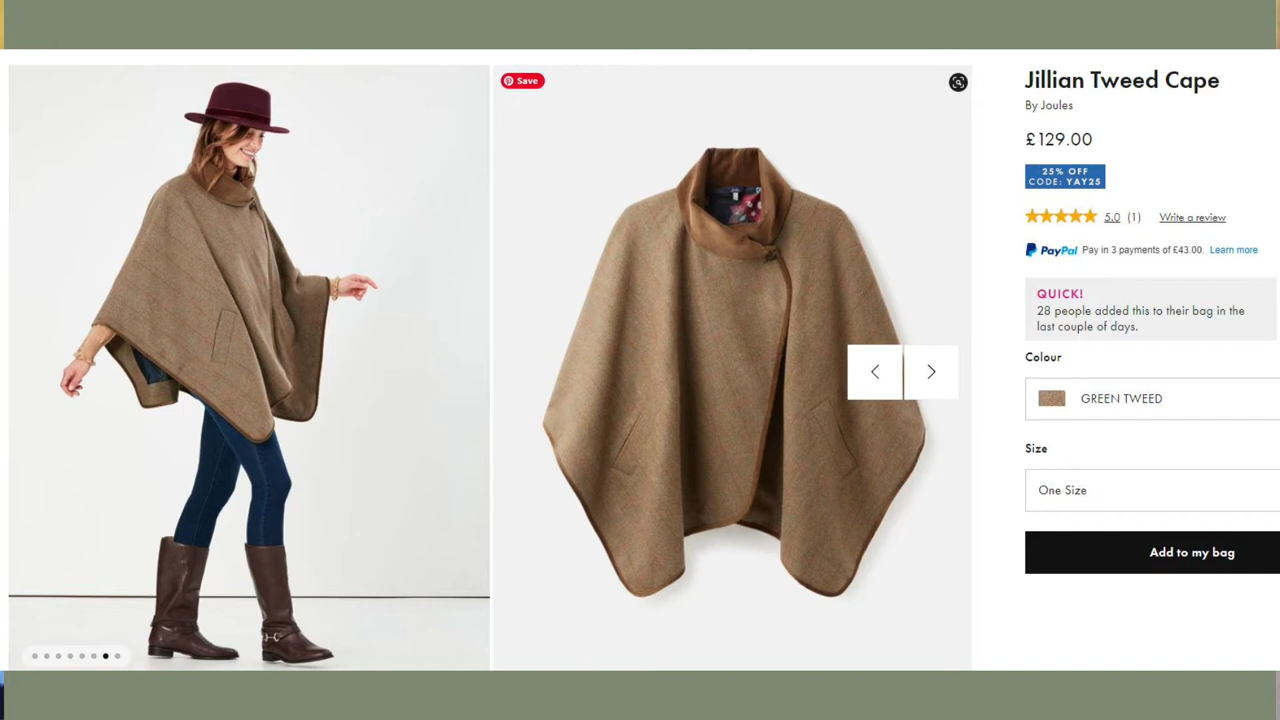 Save
Jillian Tweed Cape
By Joules
£129.00
25% OFF
CODE: YAY25
5.0 (1) Write a review
PayPal Pay in 3 payments of £43.00. Learn more
QUICK!
28 people added this to their bag in the
last couple of days.
Colour
GREEN TWEED
Size
One Size
Add to my bag